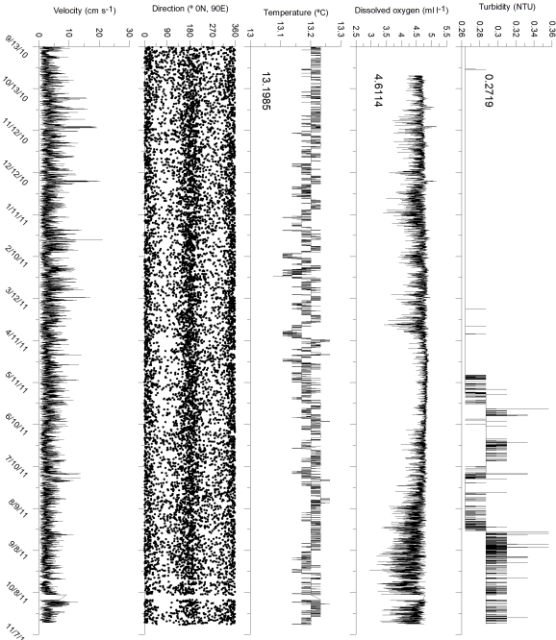 Velocity (cm s-1)
0 10 20 30
Direction (° 0N, 90E)
0 90 180 270 360
Temperature (°C)
13 13.1 13.2 13.3
13.1985
Dissolved oxygen (ml l-1)
2.5 3 3.5 4 4.5 5 5.5
4.6114
Turbidity (NTU)
0.26 0.28 0.3 0.32 0.34 0.36
0.2719
9/13/10
10/13/10
11/12/10
12/12/10
1/11/11
2/10/11
3/12/11
4/11/11
5/11/11
6/10/11
7/10/11
8/9/11
9/8/11
10/8/11